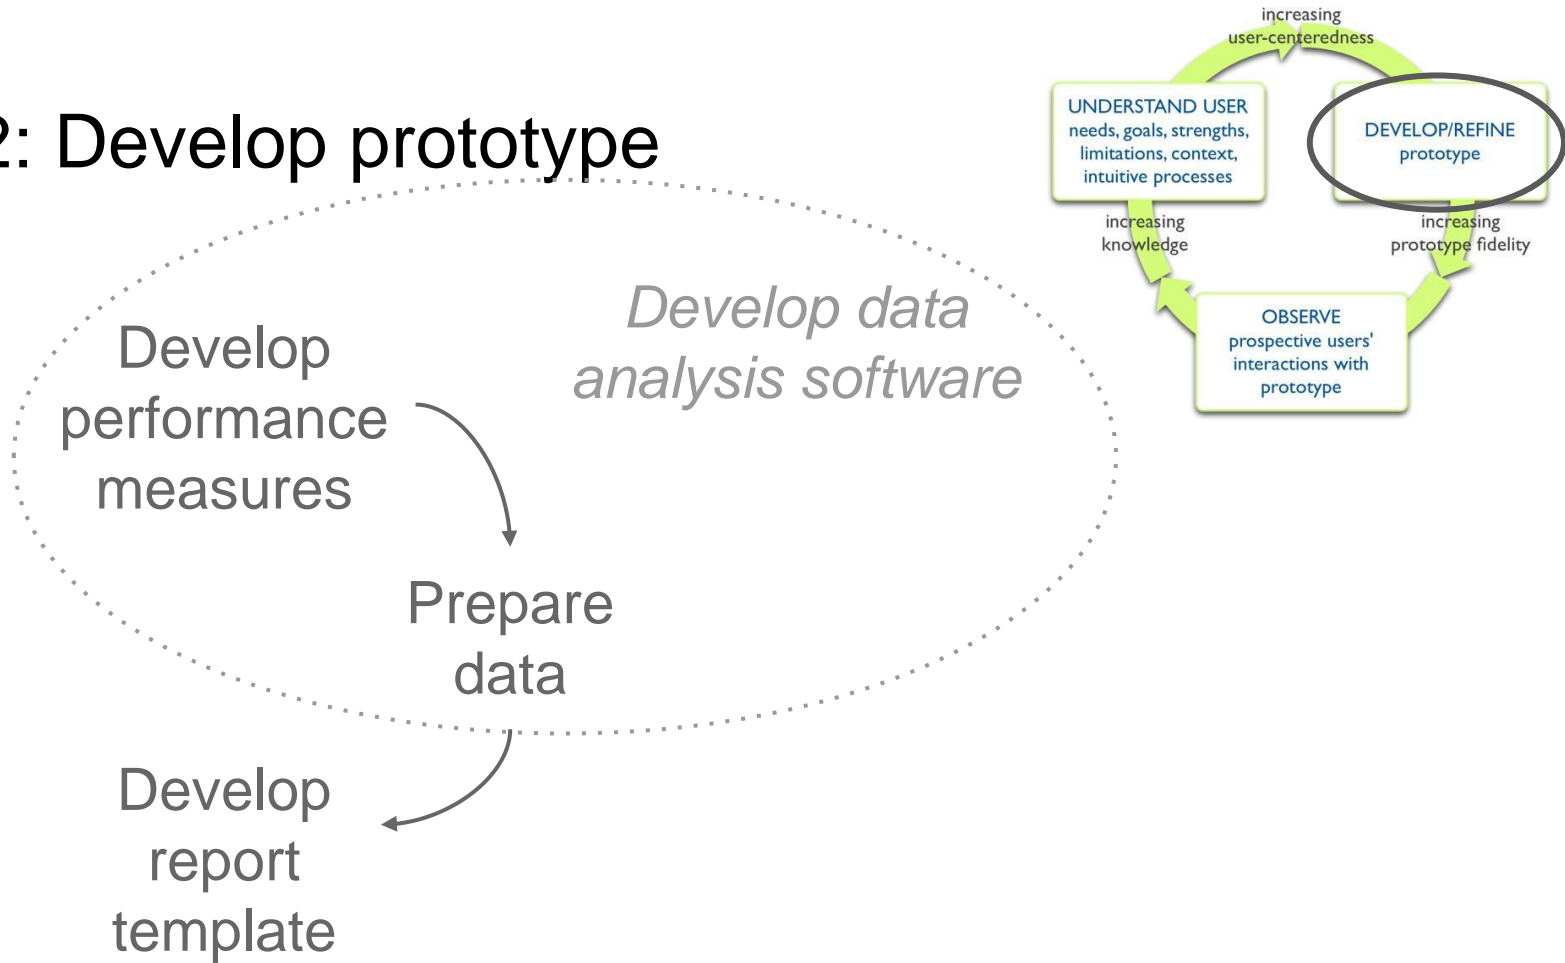 2: Develop prototype
increasing
user-centeredness
UNDERSTAND USER
needs, goals, strengths,
limitations, context,
intuitive processes
DEVELOP/REFINE
prototype
increasing
knowledge
increasing
prototype fidelity
OBSERVE
prospective users'
interactions with
prototype
Develop
performance
measures
Develop data
analysis software
Prepare
data
Develop
report
template